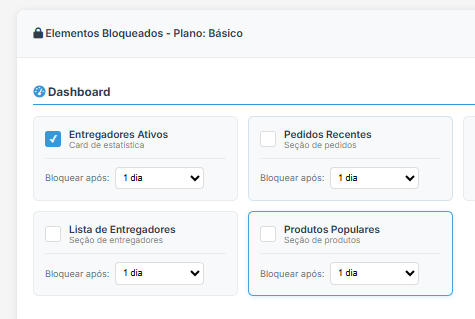 Elementos Bloqueados - Plano: Básico
Dashboard
Entregadores Ativos
Card de estatística
Bloquear após: 1 dia
Pedidos Recentes
Seção de pedidos
Bloquear após: 1 dia
Lista de Entregadores
Seção de entregadores
Bloquear após: 1 dia
Produtos Populares
Seção de produtos
Bloquear após: 1 dia